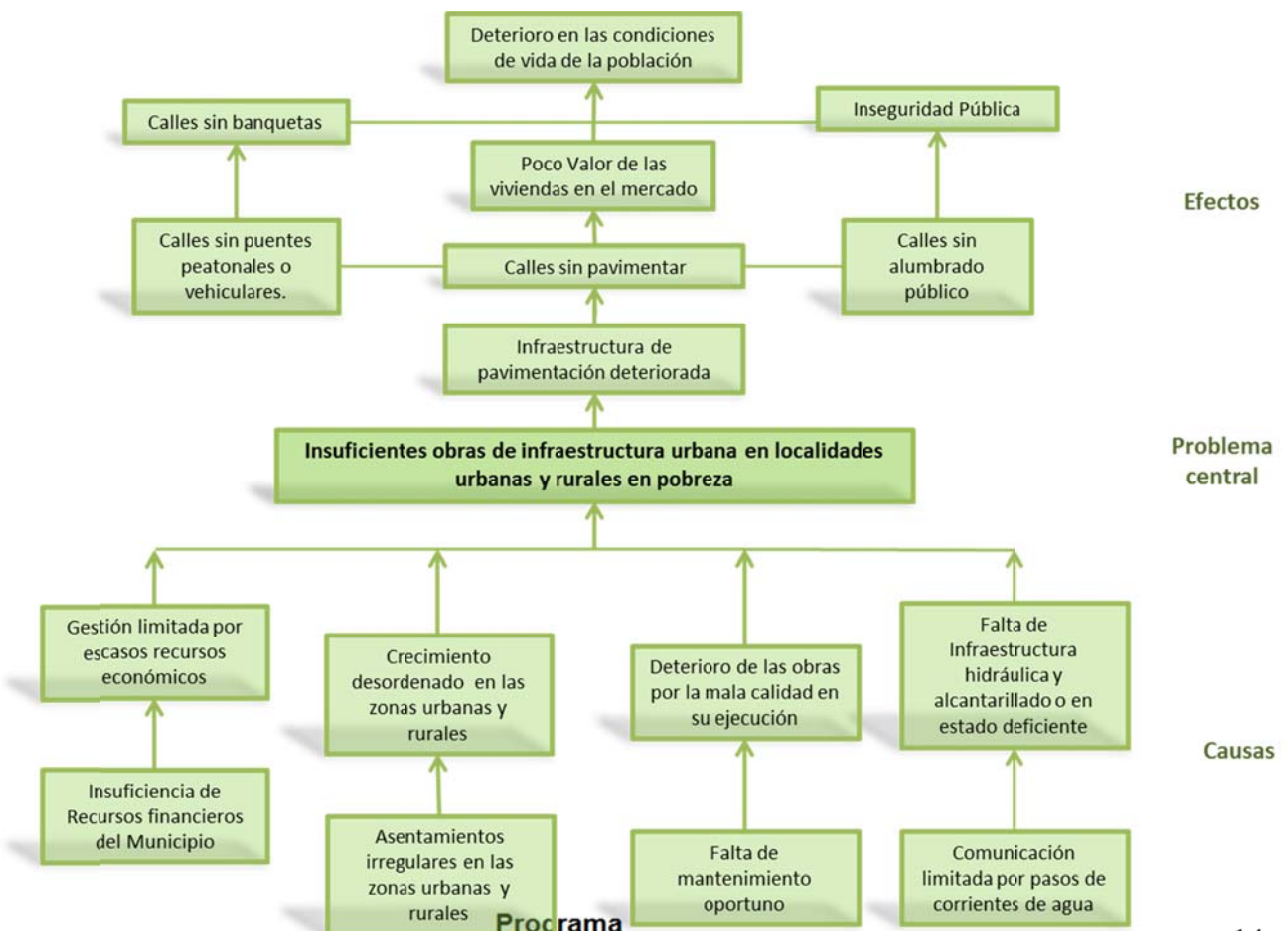 Deterioro en las condiciones
de vida de la población
Calles sin banquetas
Inseguridad Pública
Poco Valor de las
viviendas en el mercado
Efectos
Calles sin puentes
peatonales o
vehiculares.
Calles sin pavimentar
Calles sin
alumbrado
público
Infraestructura de
pavimentación deteriorada
Insuficientes obras de infraestructura urbana en localidades
urbanas y rurales en pobreza
Problema
central
Gestión limitada por
escasos recursos
económicos
Crecimiento
desordenado en las
zonas urbanas y
rurales
Deterioro de las obras
por la mala calidad en
su ejecución
Falta de
Infraestructura
hidráulica y
alcantarillado o en
estado deficiente
Causas
Insuficiencia de
Recursos financieros
del Municipio
Asentamientos
irregulares en las
zonas urbanas y
rurales
Falta de
mantenimiento
oportuno
Comunicación
limitada por pasos de
corrientes de agua
Programa